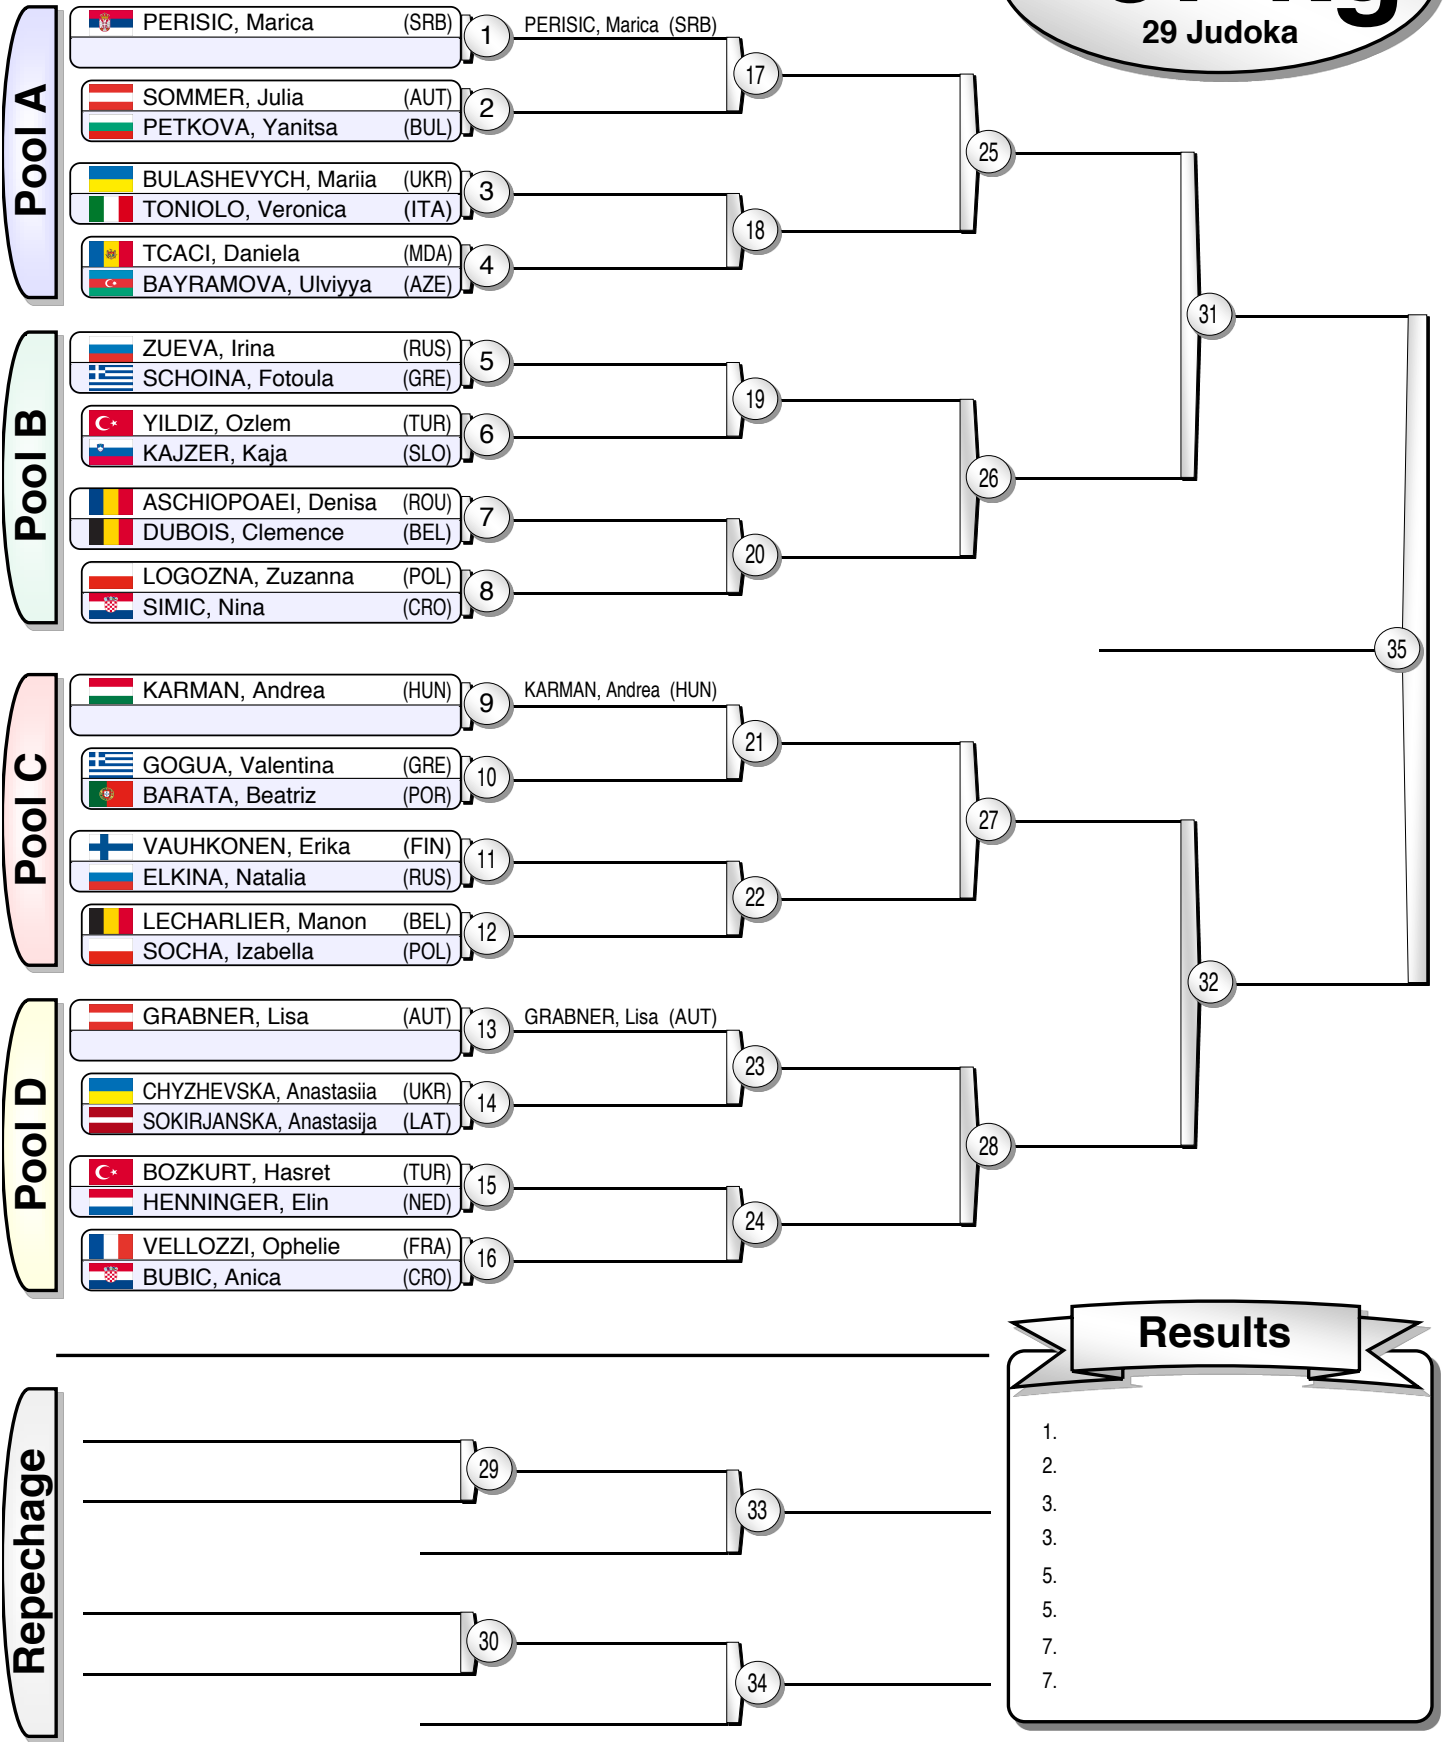 29 Judoka
Pool A
PERISIC, Marica (SRB)
1
PERISIC, Marica (SRB)
17
SOMMER, Julia (AUT)
2
PETKOVA, Yanitsa (BUL)
25
BULASHEVYCH, Mariia (UKR)
3
TONIOLO, Veronica (ITA)
18
TCACI, Daniela (MDA)
4
BAYRAMOVA, Ulviyya (AZE)
31
Pool B
ZUEVA, Irina (RUS)
5
SCHOINA, Fotoula (GRE)
19
YILDIZ, Ozlem (TUR)
6
KAJZER, Kaja (SLO)
26
ASCHIOPOAEI, Denisa (ROU)
7
DUBOIS, Clemence (BEL)
20
LOGOZNA, Zuzanna (POL)
8
SIMIC, Nina (CRO)
35
Pool C
KARMAN, Andrea (HUN)
9
KARMAN, Andrea (HUN)
21
GOGUA, Valentina (GRE)
10
BARATA, Beatriz (POR)
27
VAUHKONEN, Erika (FIN)
11
ELKINA, Natalia (RUS)
22
LECHARLIER, Manon (BEL)
12
SOCHA, Izabella (POL)
32
Pool D
GRABNER, Lisa (AUT)
13
GRABNER, Lisa (AUT)
23
CHYZHEVSKA, Anastasiia (UKR)
14
SOKIRJANSKA, Anastasija (LAT)
28
BOZKURT, Hasret (TUR)
15
HENNINGER, Elin (NED)
24
VELLOZZI, Ophelie (FRA)
16
BUBIC, Anica (CRO)
Repechage
29
33
30
34
Results
1.
2.
3.
3.
5.
5.
7.
7.